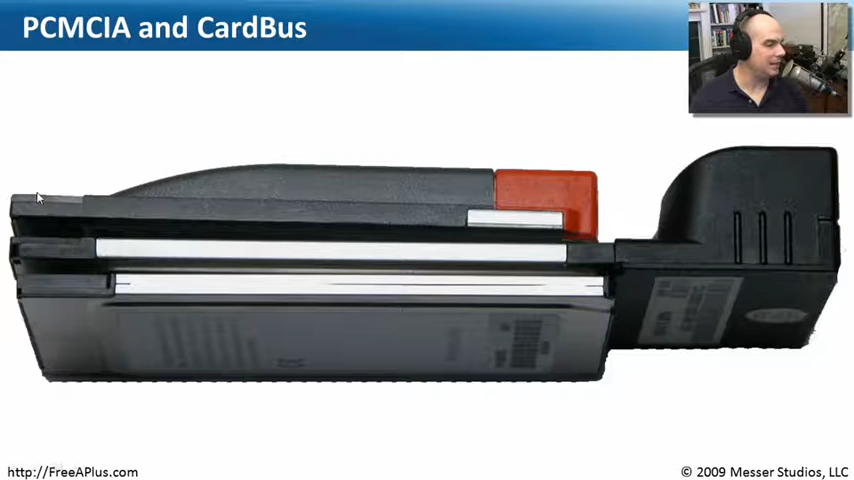 PCMCIA and CardBus
http://FreeAPlus.com
© 2009 Messer Studios, LLC